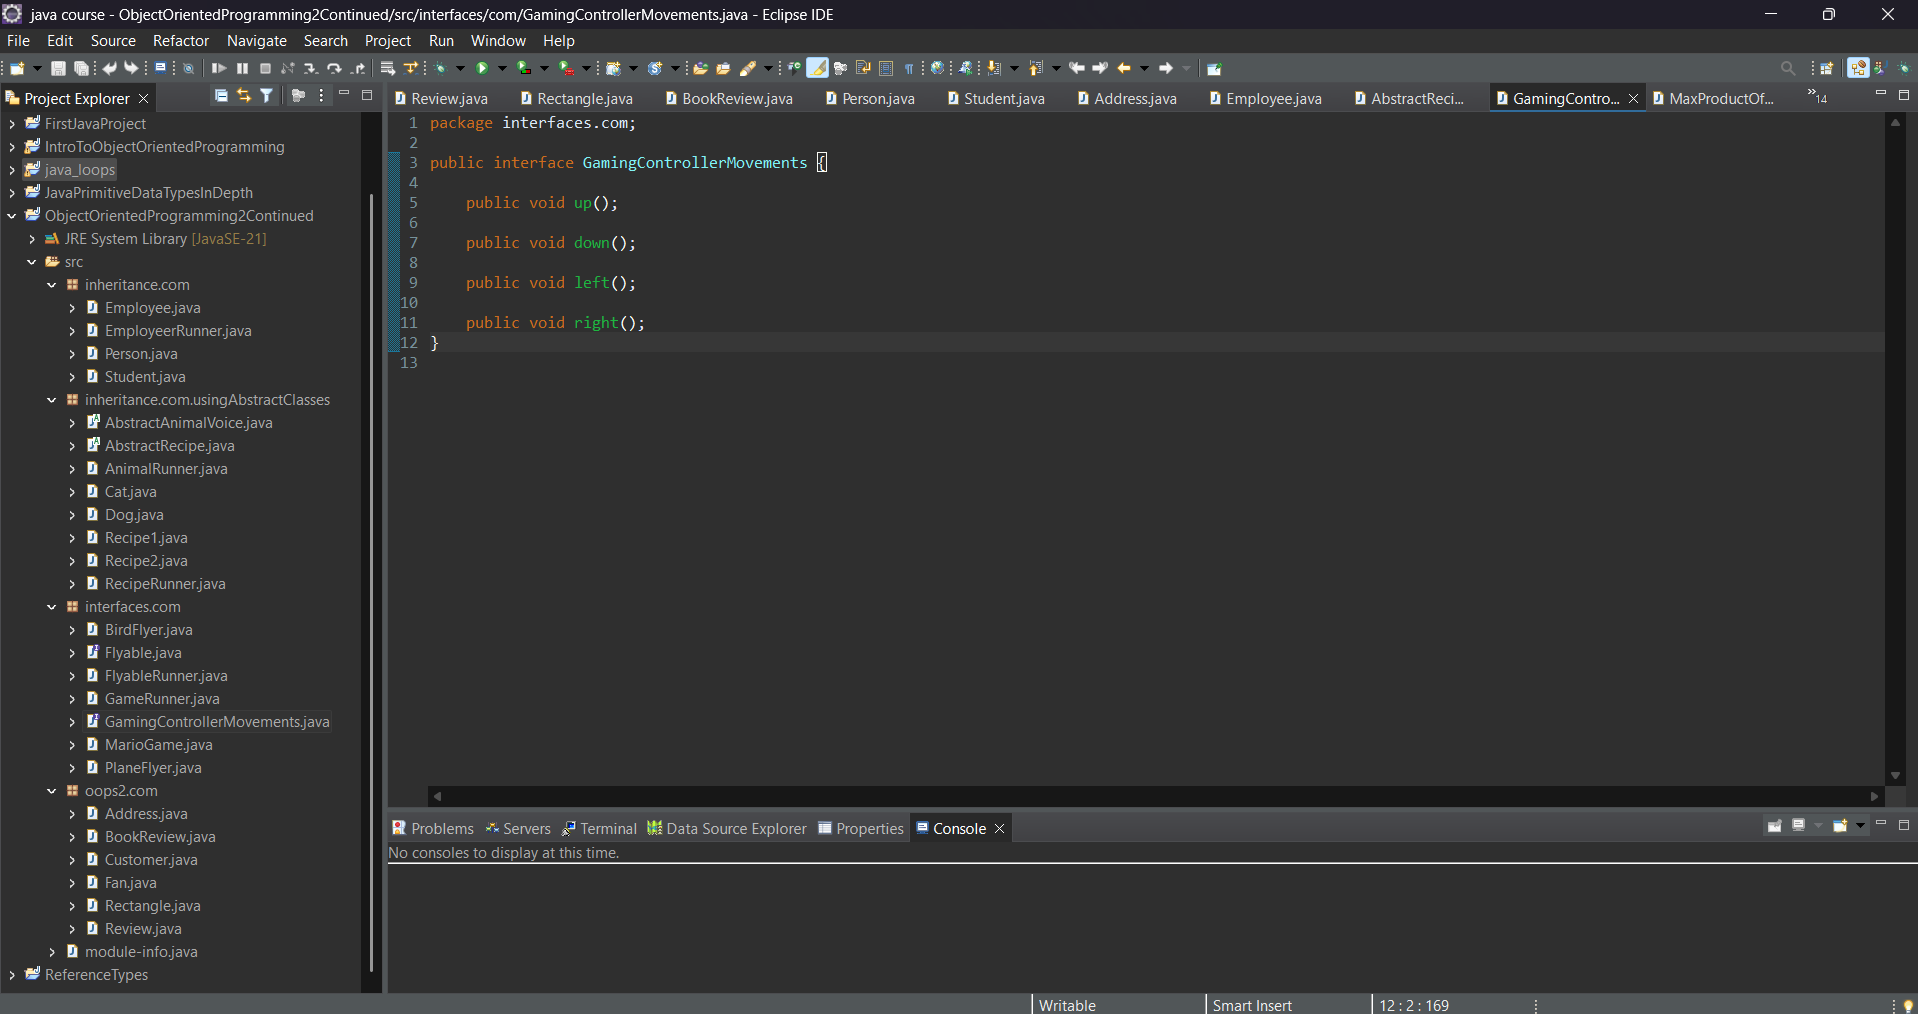 java course - ObjectOrientedProgramming2Continued/src/interfaces/com/GamingControllerMovements.java - Eclipse IDE
File Edit Source Refactor Navigate Search Project Run Window Help
Project Explorer
Review.java Rectangle.java BookReview.java Person.java Student.java Address.java Employee.java AbstractReci... GamingContro... MaxProductOf... »14
FirstJavaProject
IntroToObjectOrientedProgramming
java_loops
JavaPrimitiveDataTypesInDepth
ObjectOrientedProgramming2Continued
JRE System Library [JavaSE-21]
src
inheritance.com
Employee.java
EmployeerRunner.java
Person.java
Student.java
inheritance.com.usingAbstractClasses
AbstractAnimalVoice.java
AbstractRecipe.java
AnimalRunner.java
Cat.java
Dog.java
Recipe1.java
Recipe2.java
RecipeRunner.java
interfaces.com
BirdFlyer.java
Flyable.java
FlyableRunner.java
GameRunner.java
GamingControllerMovements.java
MarioGame.java
PlaneFlyer.java
oops2.com
Address.java
BookReview.java
Customer.java
Fan.java
Rectangle.java
Review.java
module-info.java
ReferenceTypes
1 package interfaces.com;
2
3 public interface GamingControllerMovements {
4
5 public void up();
6
7 public void down();
8
9 public void left();
10
11 public void right();
12 }
13
Problems Servers Terminal Data Source Explorer Properties Console
No consoles to display at this time.
Writable Smart Insert 12 : 2 : 169